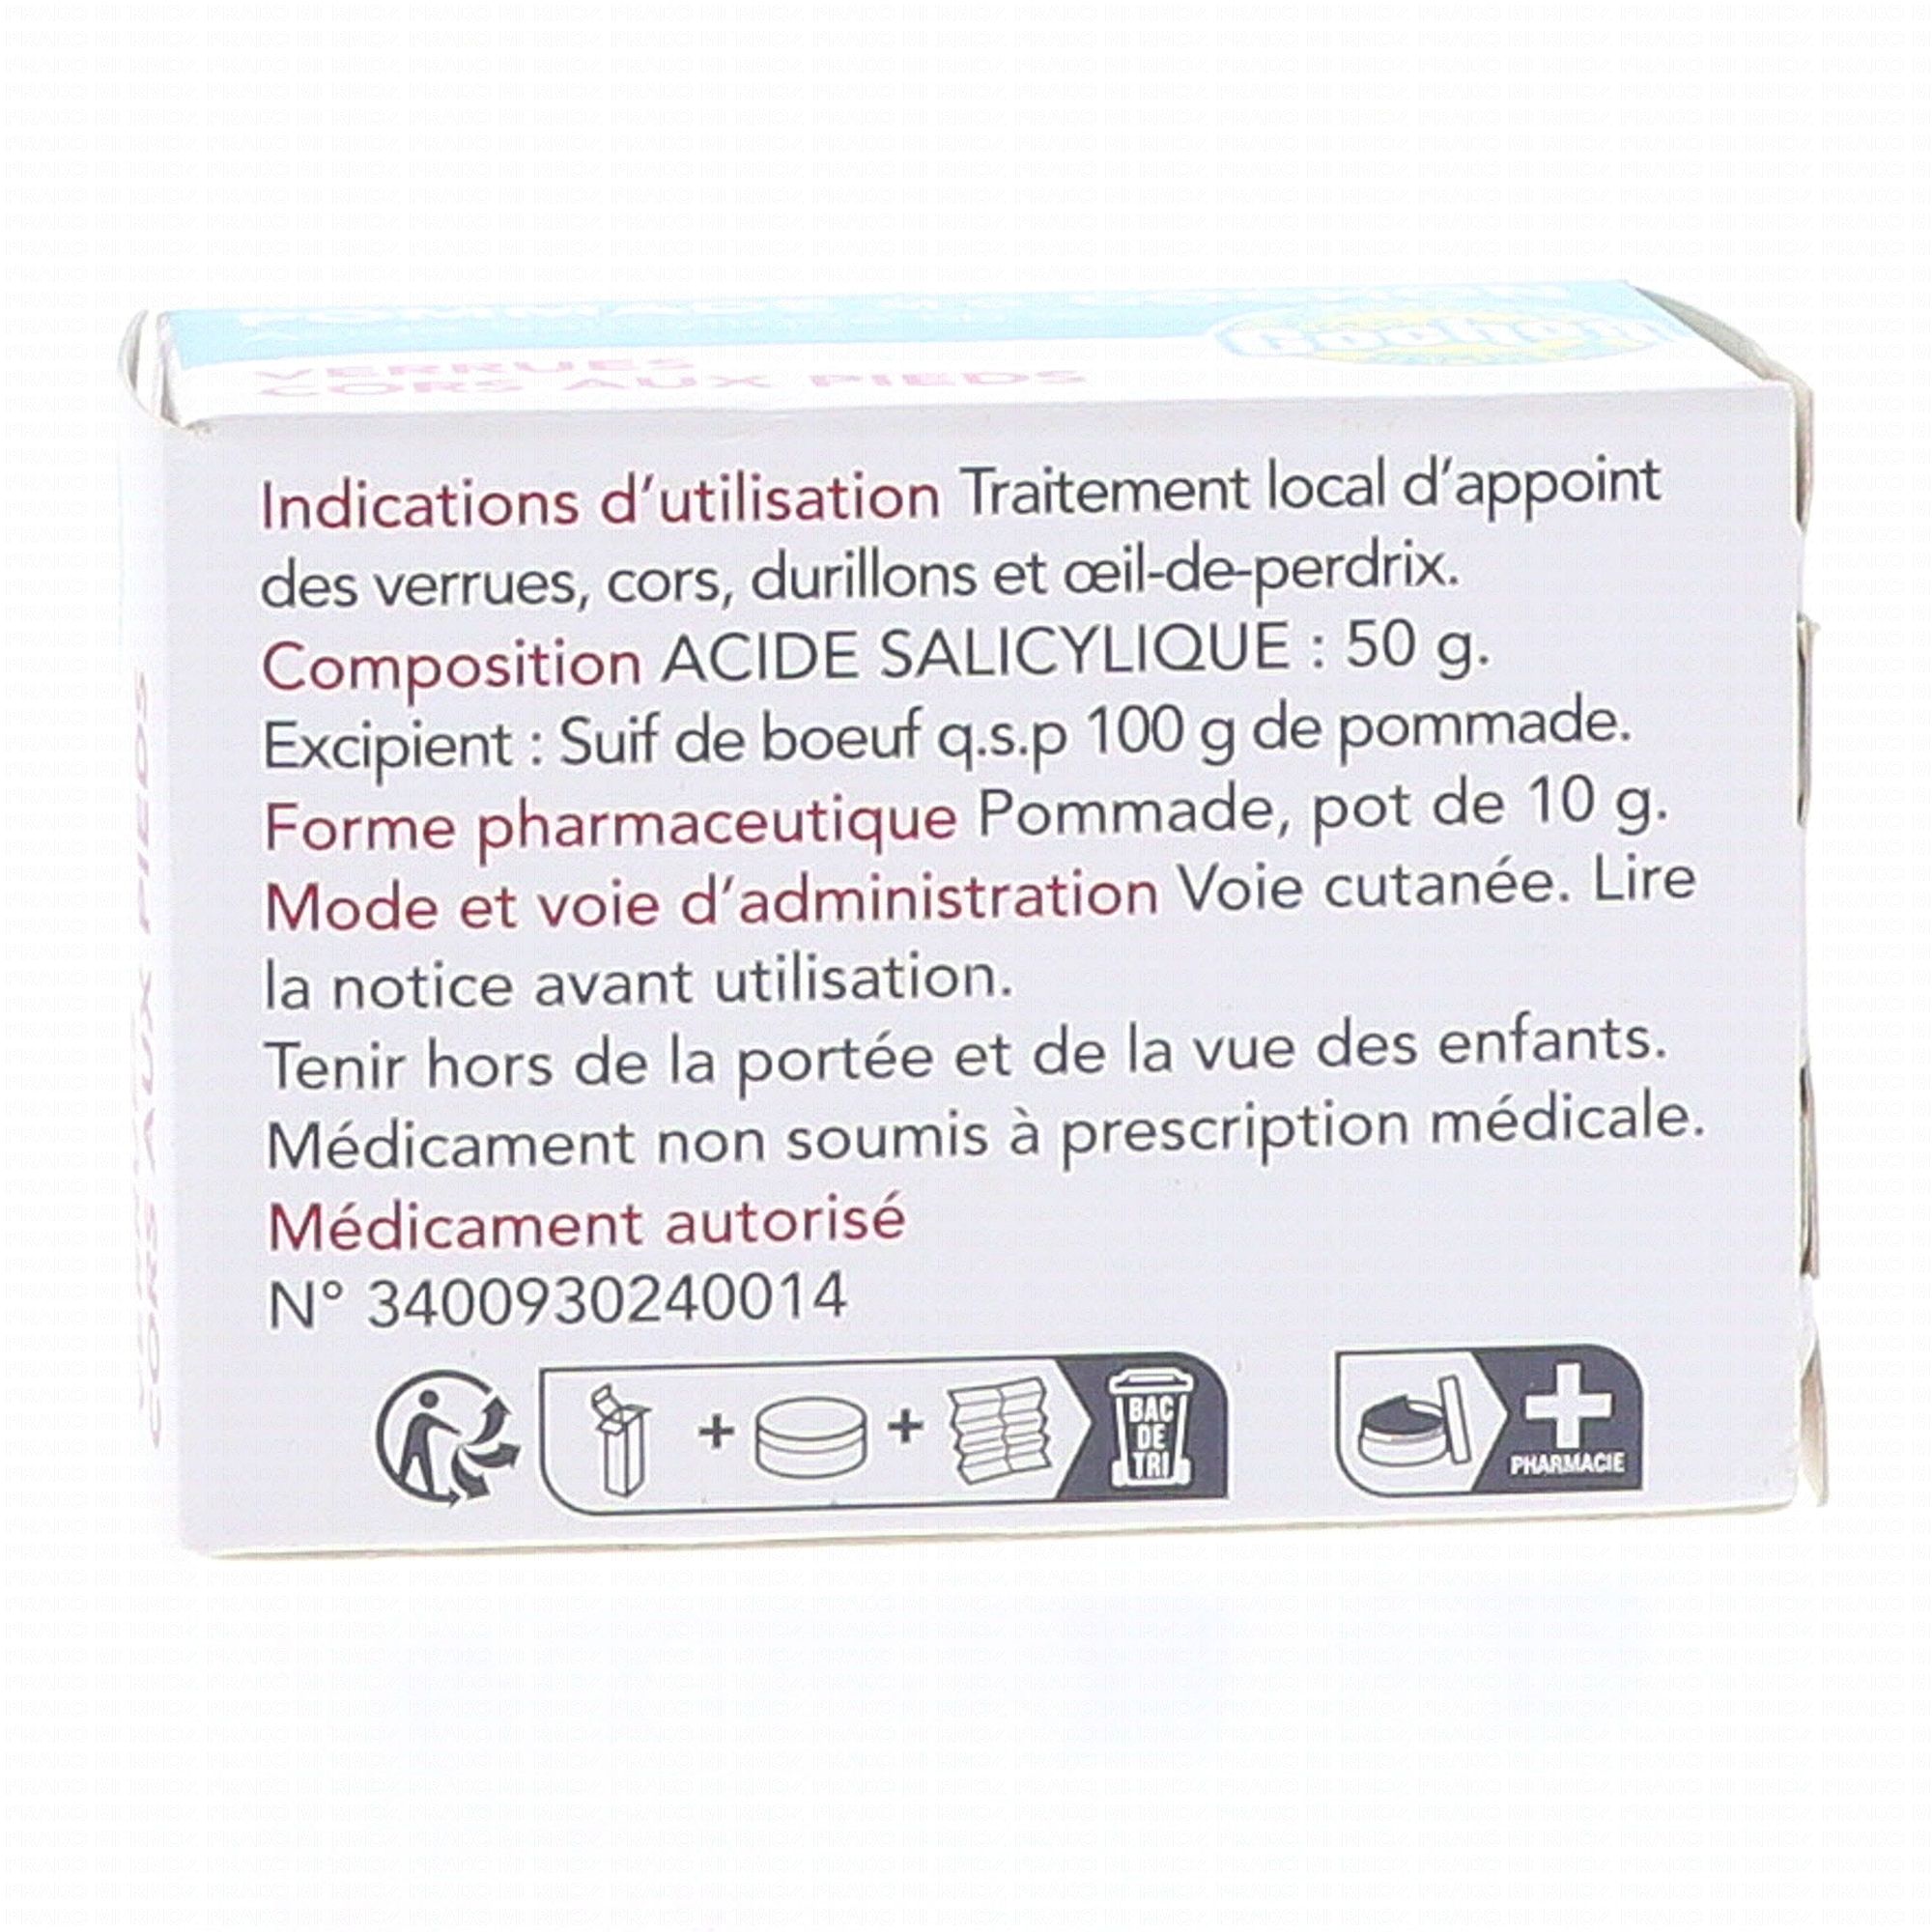 VERRUES
CORS AUX PIEDS
Indications d'utilisation Traitement local d'appoint
des verrues, cors, durillons et œil-de-perdrix.
Composition ACIDE SALICYLIQUE : 50 g.
Excipient : Suif de boeuf q.s.p 100 g de pommade.
Forme pharmaceutique Pommade, pot de 10 g.
Mode et voie d'administration Voie cutanée. Lire
la notice avant utilisation.
Tenir hors de la portée et de la vue des enfants.
Médicament non soumis à prescription médicale.
Médicament autorisé
N° 3400930240014
+ + BAC
DE
TRI
PHARMACIE
CORS AUX PIEDS